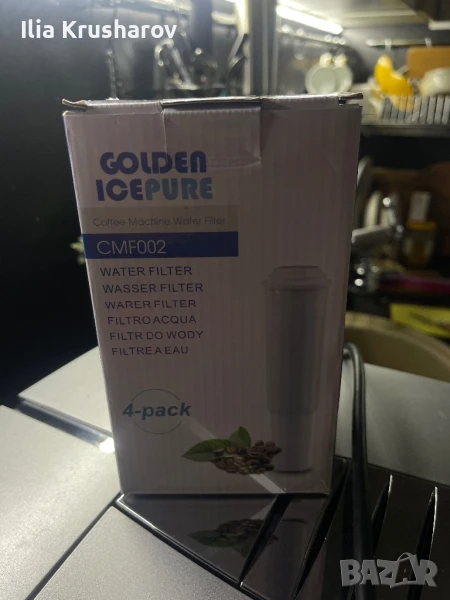 Ilia Krusharov
GOLDEN
ICEPURE
Coffee Machine Water Filter
CMF002
WATER FILTER
WASSER FILTER
WARER FILTER
FILTRO ACQUA
FILTR DO WODY
FILTRE A EAU
4-pack
BAZAR